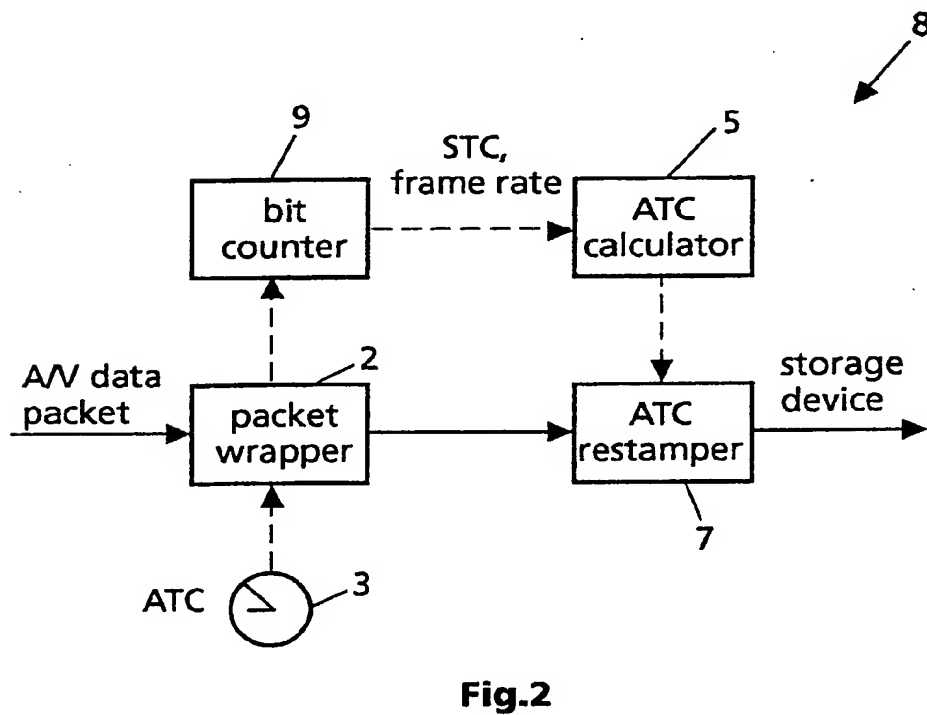 8
9
STC,
frame rate
5
bit
counter
ATC
calculator
A/V data
packet
2
packet
wrapper
ATC
restamper
storage
device
7
ATC
3
Fig.2